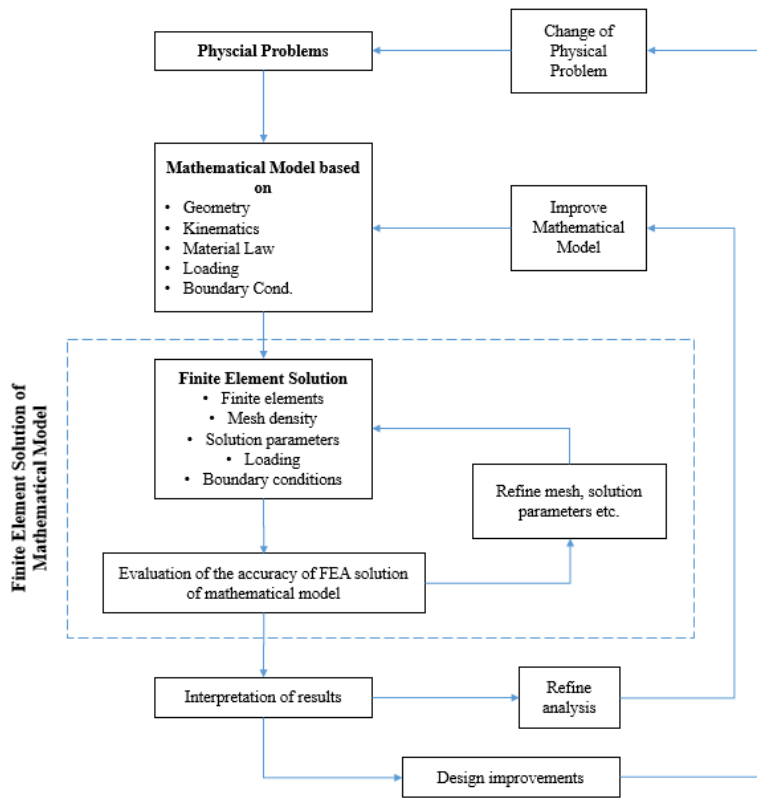 Physcial Problems
Change of
Physical
Problem
Mathematical Model based
on
• Geometry
• Kinematics
• Material Law
• Loading
• Boundary Cond.
Improve
Mathematical
Model
Finite Element Solution of
Mathematical Model
Finite Element Solution
• Finite elements
• Mesh density
• Solution parameters
• Loading
• Boundary conditions
Refine mesh, solution
parameters etc.
Evaluation of the accuracy of FEA solution
of mathematical model
Interpretation of results
Refine
analysis
Design improvements